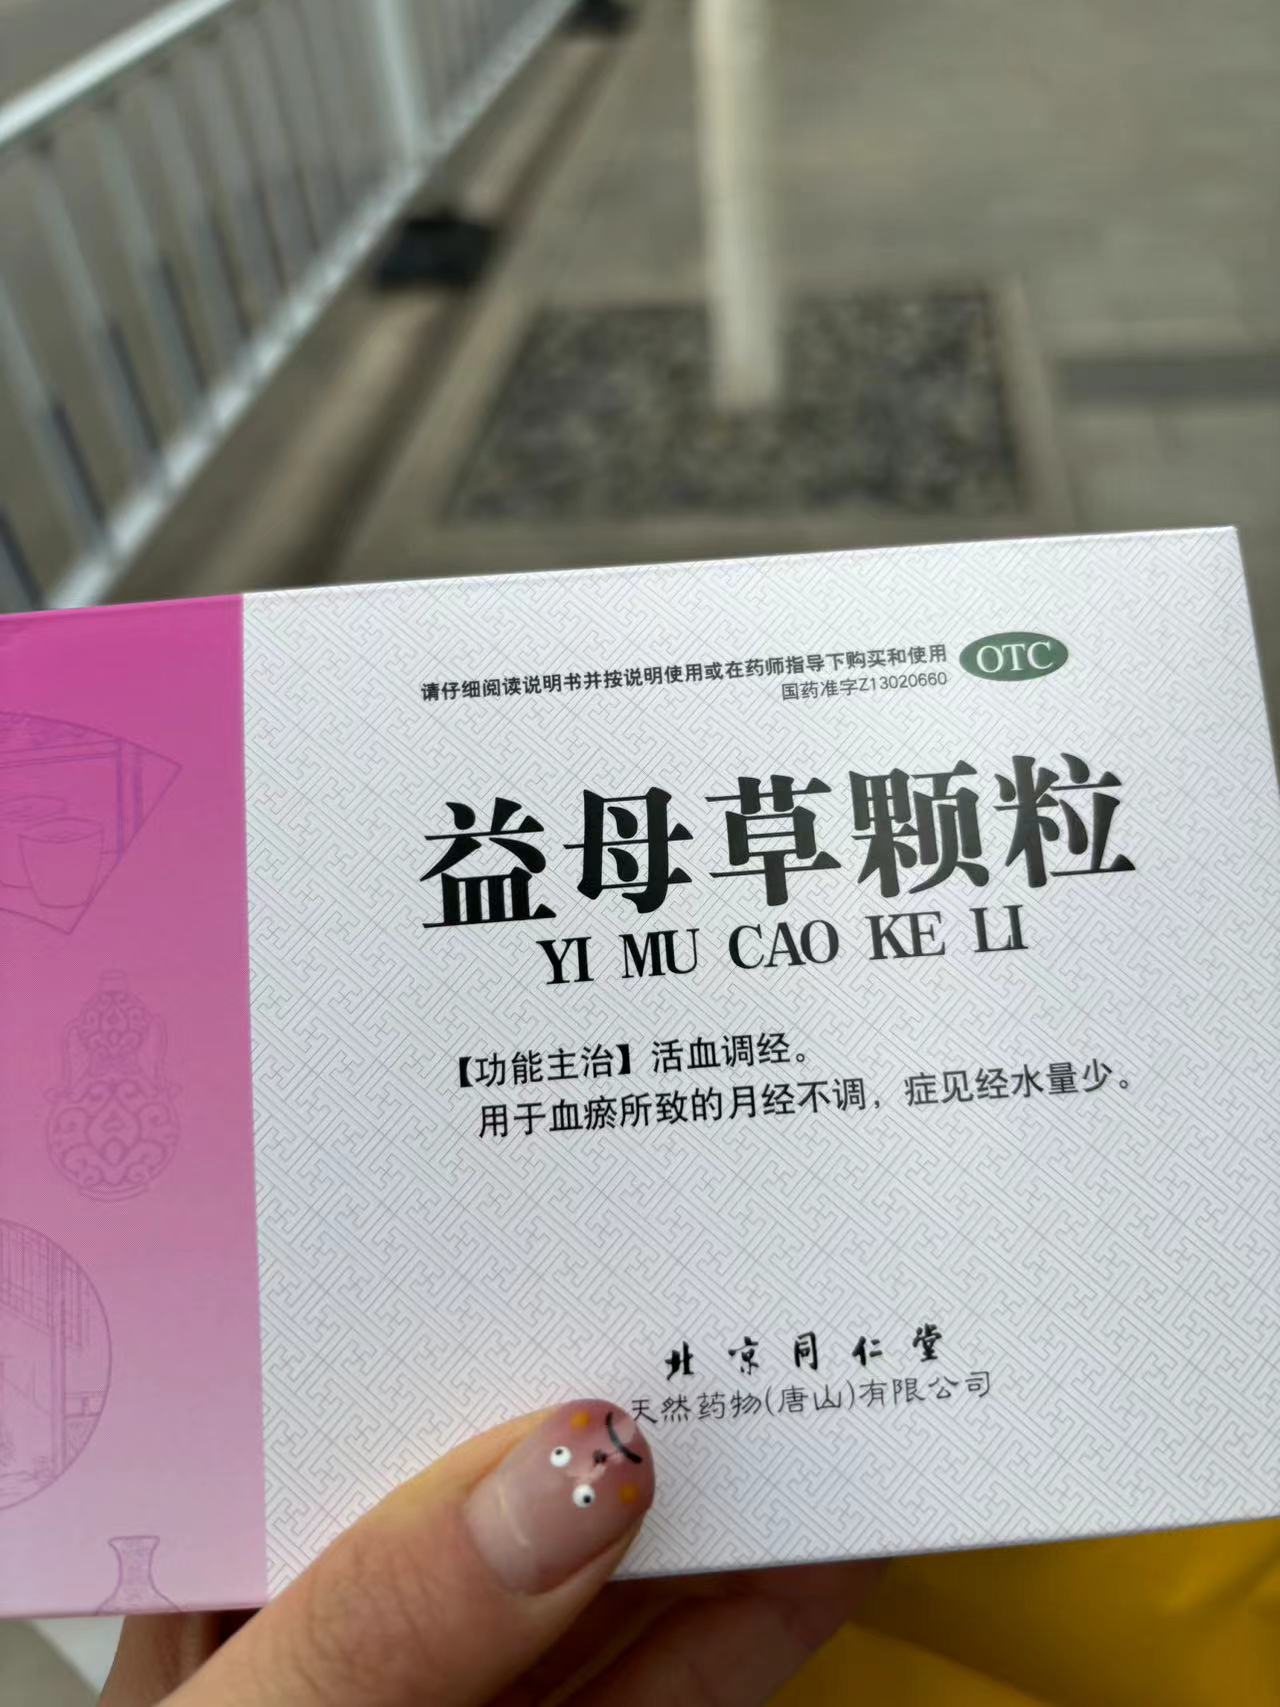 请仔细阅读说明书并按说明使用或在药师指导下购买和使用
国药准字Z13020660
OTC
益母草颗粒
YI MU CAO KE LI
【功能主治】活血调经。
用于血瘀所致的月经不调，症见经水量少。
北京同仁堂
天然药物(唐山)有限公司